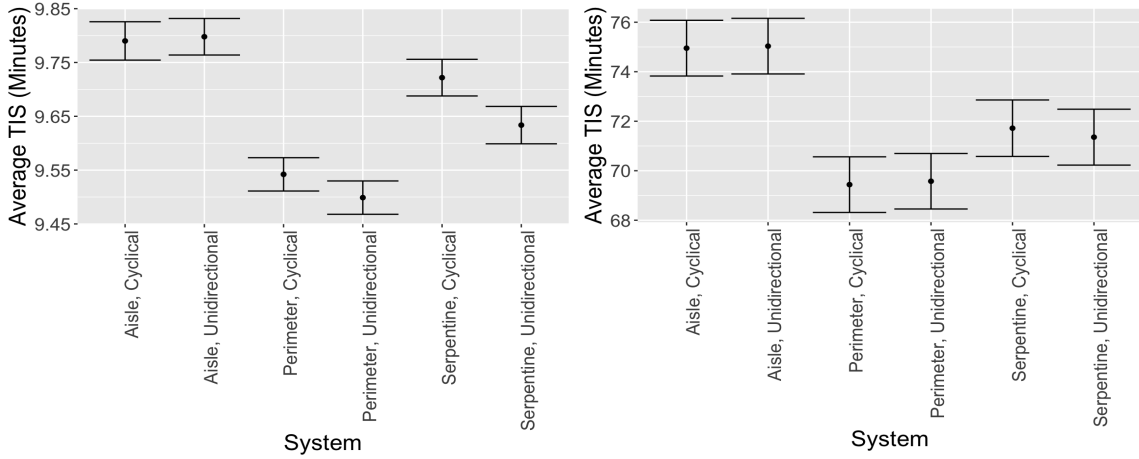 Average TIS (Minutes)
9.85
9.75
9.65
9.55
9.45
Aisle, Cyclical
Aisle, Unidirectional
Perimeter, Cyclical
Perimeter, Unidirectional
Serpentine, Cyclical
Serpentine, Unidirectional
System
Average TIS (Minutes)
76
74
72
70
68
Aisle, Cyclical
Aisle, Unidirectional
Perimeter, Cyclical
Perimeter, Unidirectional
Serpentine, Cyclical
Serpentine, Unidirectional
System